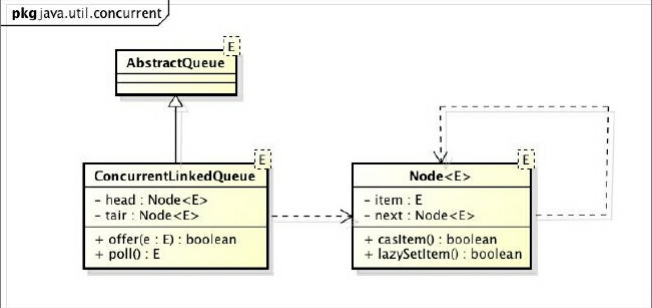 pkg java.util.concurrent
E
AbstractQueue
E
ConcurrentLinkedQueue
- head : Node<E>
- tair : Node<E>
+ offer(e : E) : boolean
+ poll() : E
E
Node<E>
- item : E
- next : Node<E>
+ casItem() : boolean
+ lazySetItem() : boolean